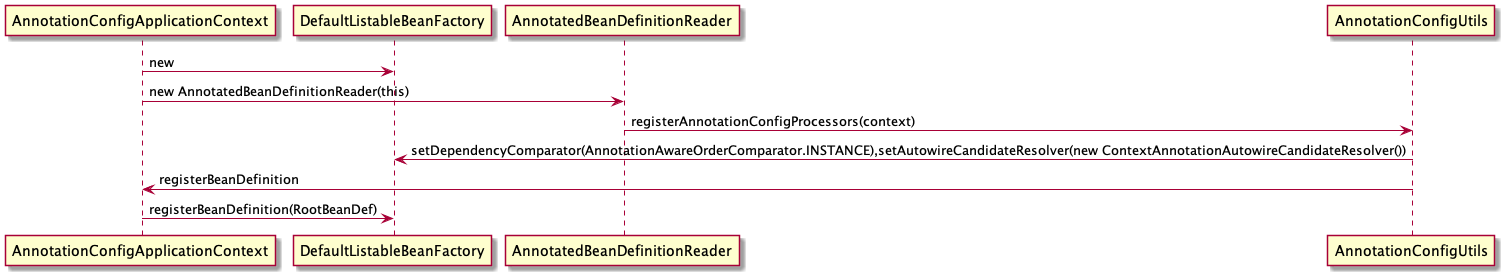 AnnotationConfigApplicationContext DefaultListableBeanFactory AnnotatedBeanDefinitionReader AnnotationConfigUtils
new
new AnnotatedBeanDefinitionReader(this)
registerAnnotationConfigProcessors(context)
setDependencyComparator(AnnotationAwareOrderComparator.INSTANCE),setAutowireCandidateResolver(new ContextAnnotationAutowireCandidateResolver())
registerBeanDefinition
registerBeanDefinition(RootBeanDef)
AnnotationConfigApplicationContext DefaultListableBeanFactory AnnotatedBeanDefinitionReader AnnotationConfigUtils